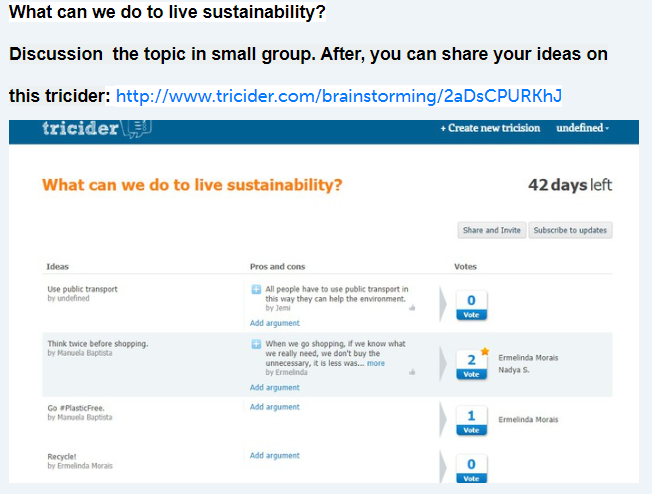 What can we do to live sustainability?
Discussion the topic in small group. After, you can share your ideas on
this tricider: http://www.tricider.com/brainstorming/2aDsCPURKhJ
tricider
+ Create new tricision undefined
What can we do to live sustainability?
42 days left
Share and Invite Subscribe to updates
Ideas Pros and cons Votes
Use public transport
by undefined
All people have to use public transport in
this way they can help the environment.
by Jemi
Add argument
0
Vote
Think twice before shopping.
by Manuela Baptista
When we go shopping, if we know what
we really need, we don't buy the
unnecessary, it is less was... more
by Ermelinda
Add argument
2
Vote
Ermelinda Morais
Nadya S.
Go #PlasticFree.
by Manuela Baptista
Add argument
1
Vote
Ermelinda Morais
Recycle!
by Ermelinda Morais
Add argument
0
Vote